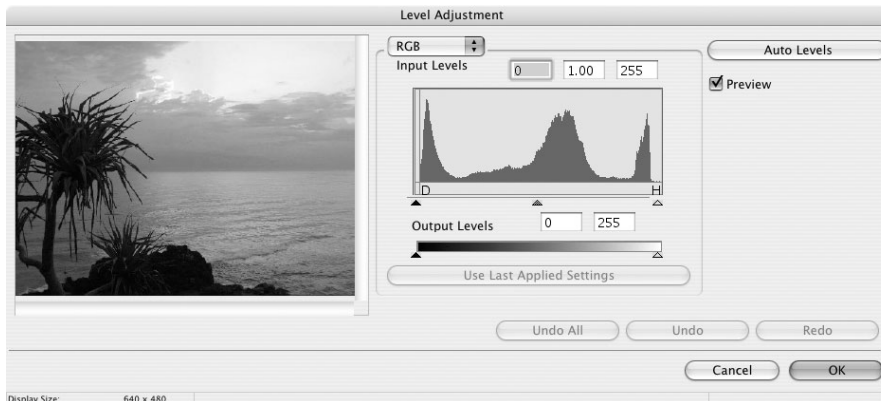 Level Adjustment
RGB
Auto Levels
Input Levels 0 1.00 255
Preview
D H
Output Levels 0 255
Use Last Applied Settings
Undo All Undo Redo
Cancel OK
Display Size: 640 x 480